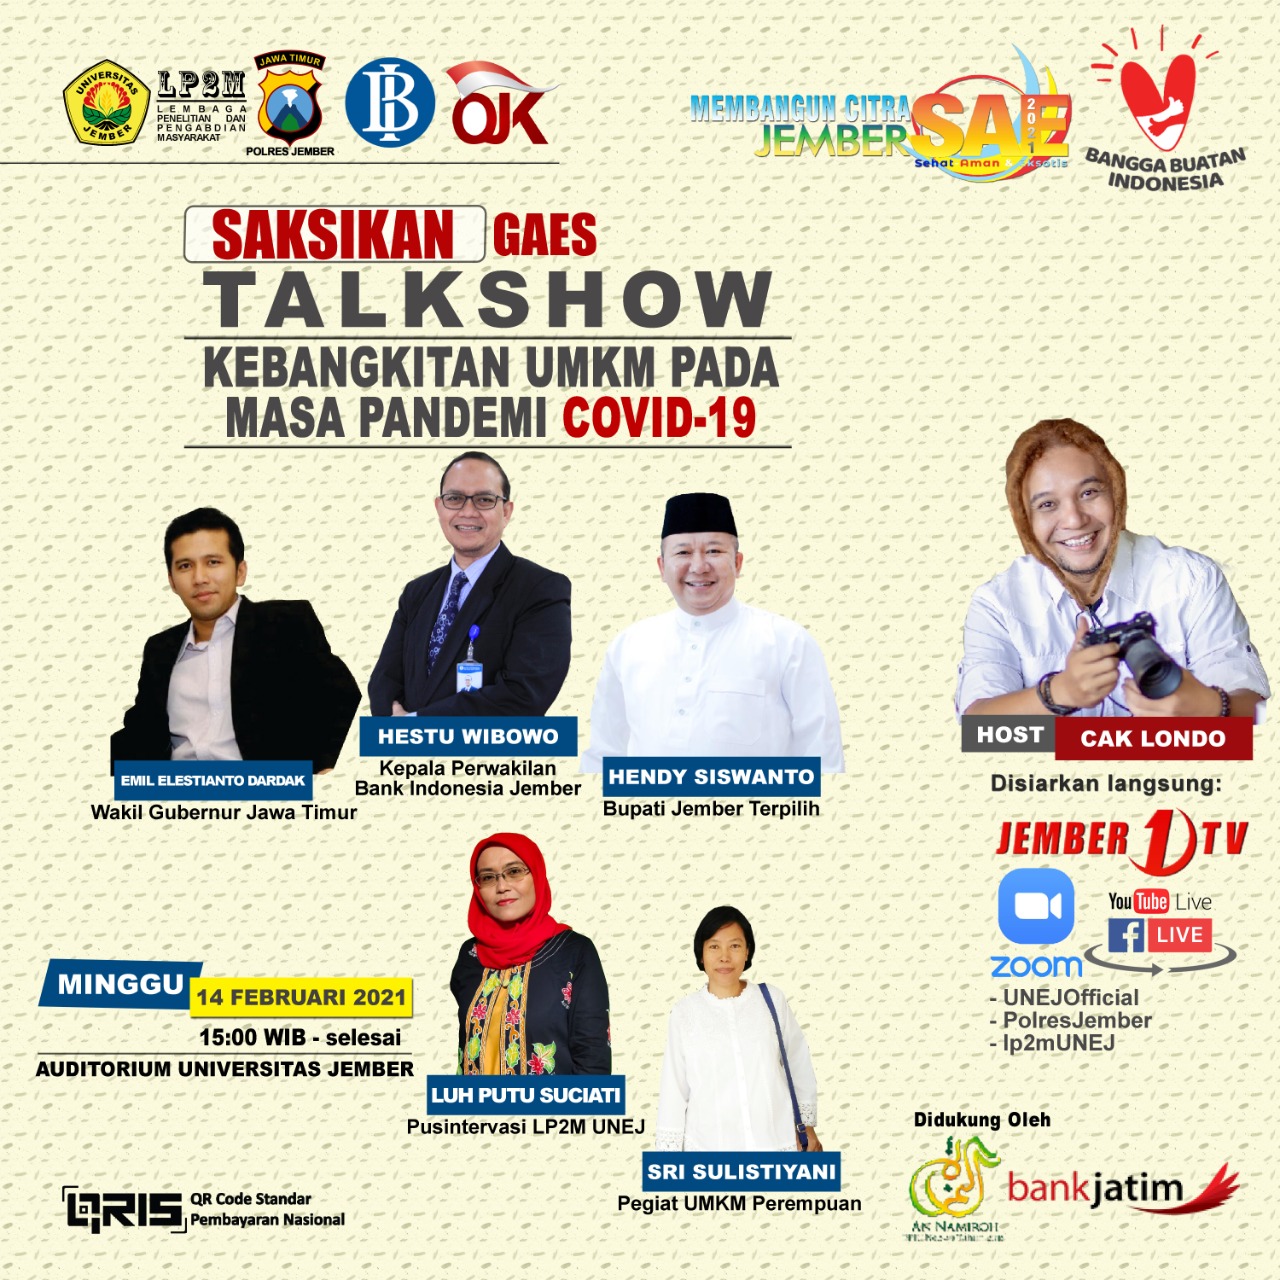 UNIVERSITAS
JEMBER
LP2M
LEMBAGA
PENELITIAN DAN
PENGABDIAN
MASYARAKAT
JAWA TIMUR
POLRES JEMBER
BI
OJK
MEMBANGUN CITRA
JEMBER
SAE
2021
Sehat Aman & Eksotis
BANGGA BUATAN
INDONESIA
SAKSIKAN GAES
TALKSHOW
KEBANGKITAN UMKM PADA
MASA PANDEMI COVID-19
EMIL ELESTIANTO DARDAK
Wakil Gubernur Jawa Timur
HESTU WIBOWO
Kepala Perwakilan
Bank Indonesia Jember
HENDY SISWANTO
Bupati Jember Terpilih
HOST CAK LONDO
Disiarkan langsung:
JEMBER 1 TV
zoom
YouTube Live
f LIVE
- UNEJOfficial
- PolresJember
- lp2mUNEJ
MINGGU
14 FEBRUARI 2021
15:00 WIB - selesai
AUDITORIUM UNIVERSITAS JEMBER
LUH PUTU SUCIATI
Pusintervasi LP2M UNEJ
SRI SULISTIYANI
Pegiat UMKM Perempuan
Didukung Oleh
AN NAMIROH
bankjatim
QRIS
QR Code Standar
Pembayaran Nasional